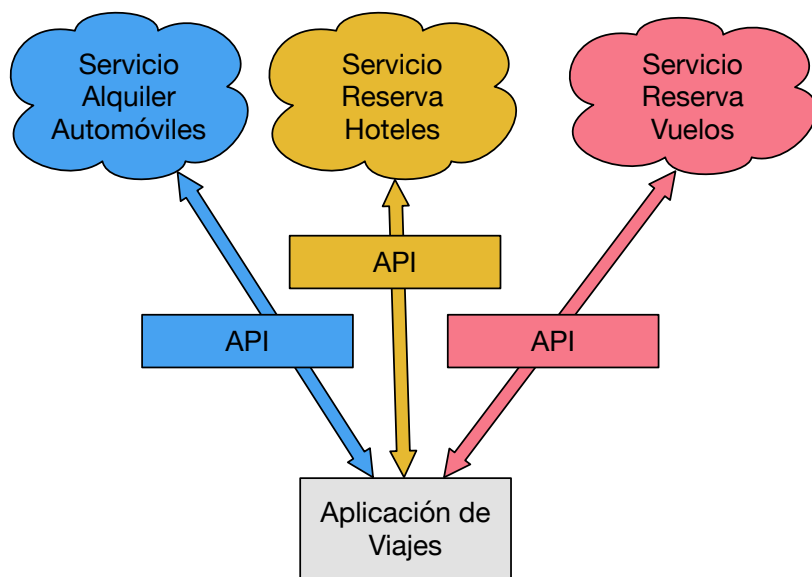 Servicio
Alquiler
Automóviles
Servicio
Reserva
Hoteles
Servicio
Reserva
Vuelos
API
API
API
Aplicación de
Viajes